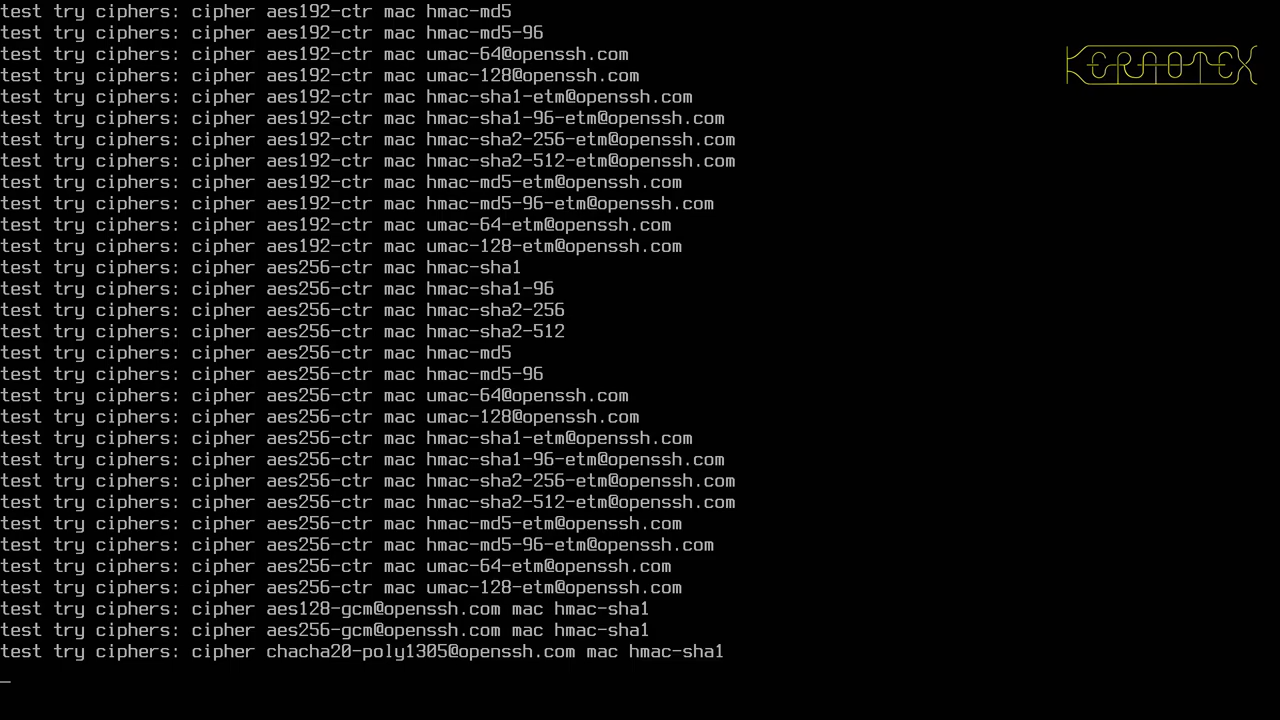 test try ciphers: cipher aes192-ctr mac hmac-md5
test try ciphers: cipher aes192-ctr mac hmac-md5-96
test try ciphers: cipher aes192-ctr mac umac-64@openssh.com
test try ciphers: cipher aes192-ctr mac umac-128@openssh.com
test try ciphers: cipher aes192-ctr mac hmac-sha1-etm@openssh.com
test try ciphers: cipher aes192-ctr mac hmac-sha1-96-etm@openssh.com
test try ciphers: cipher aes192-ctr mac hmac-sha2-256-etm@openssh.com
test try ciphers: cipher aes192-ctr mac hmac-sha2-512-etm@openssh.com
test try ciphers: cipher aes192-ctr mac hmac-md5-etm@openssh.com
test try ciphers: cipher aes192-ctr mac hmac-md5-96-etm@openssh.com
test try ciphers: cipher aes192-ctr mac umac-64-etm@openssh.com
test try ciphers: cipher aes192-ctr mac umac-128-etm@openssh.com
test try ciphers: cipher aes256-ctr mac hmac-sha1
test try ciphers: cipher aes256-ctr mac hmac-sha1-96
test try ciphers: cipher aes256-ctr mac hmac-sha2-256
test try ciphers: cipher aes256-ctr mac hmac-sha2-512
test try ciphers: cipher aes256-ctr mac hmac-md5
test try ciphers: cipher aes256-ctr mac hmac-md5-96
test try ciphers: cipher aes256-ctr mac umac-64@openssh.com
test try ciphers: cipher aes256-ctr mac umac-128@openssh.com
test try ciphers: cipher aes256-ctr mac hmac-sha1-etm@openssh.com
test try ciphers: cipher aes256-ctr mac hmac-sha1-96-etm@openssh.com
test try ciphers: cipher aes256-ctr mac hmac-sha2-256-etm@openssh.com
test try ciphers: cipher aes256-ctr mac hmac-sha2-512-etm@openssh.com
test try ciphers: cipher aes256-ctr mac hmac-md5-etm@openssh.com
test try ciphers: cipher aes256-ctr mac hmac-md5-96-etm@openssh.com
test try ciphers: cipher aes256-ctr mac umac-64-etm@openssh.com
test try ciphers: cipher aes256-ctr mac umac-128-etm@openssh.com
test try ciphers: cipher aes128-gcm@openssh.com mac hmac-sha1
test try ciphers: cipher aes256-gcm@openssh.com mac hmac-sha1
test try ciphers: cipher chacha20-poly1305@openssh.com mac hmac-sha1
_